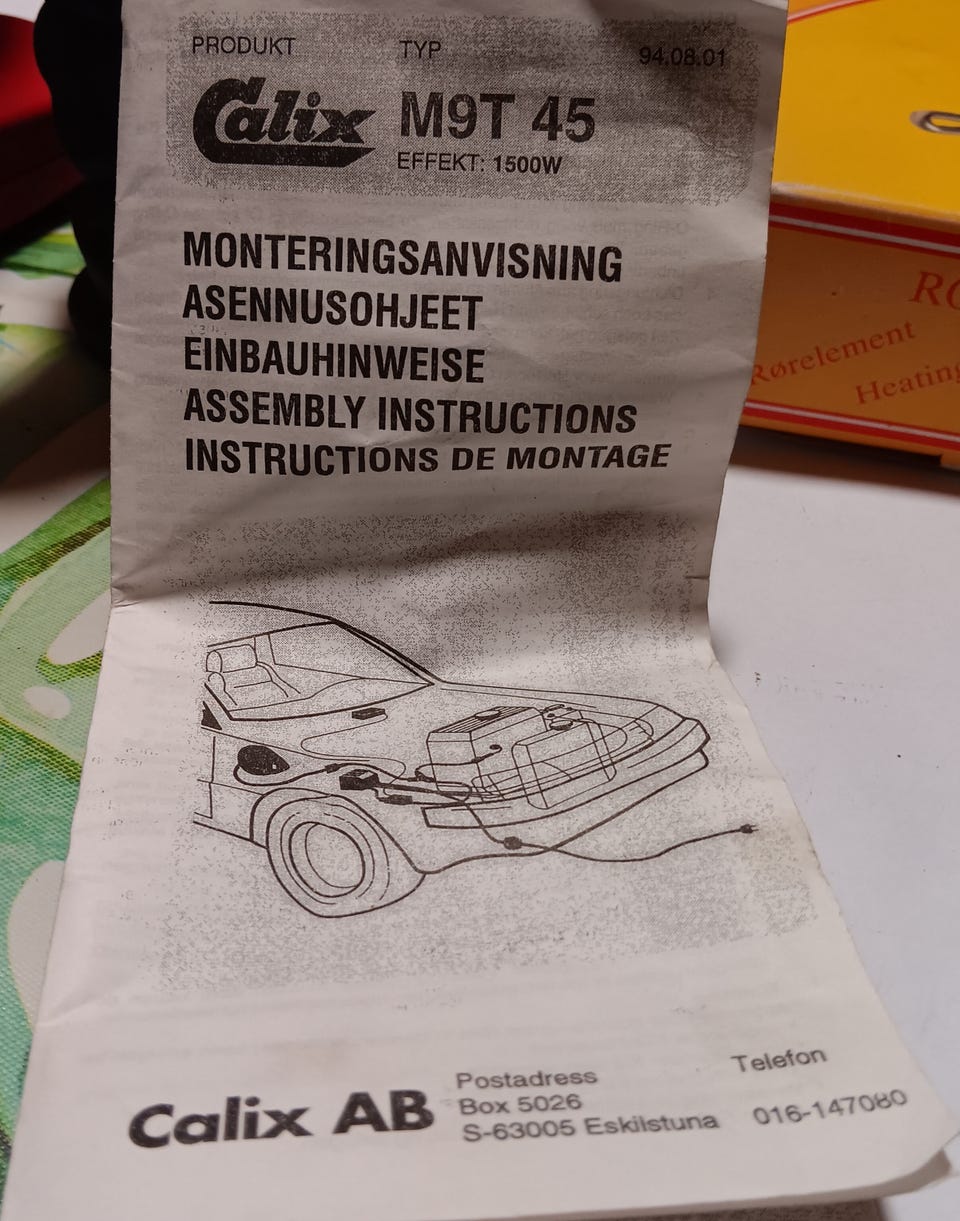 PRODUKT TYP 94.08.01
Calix M9T 45
EFFEKT: 1500W
MONTERINGSANVISNING
ASENNUSOHJEET
EINBAUHINWEISE
ASSEMBLY INSTRUCTIONS
INSTRUCTIONS DE MONTAGE
Calix AB
Postadress
Box 5026
S-63005 Eskilstuna
Telefon
016-147080
Rørelement
Heating